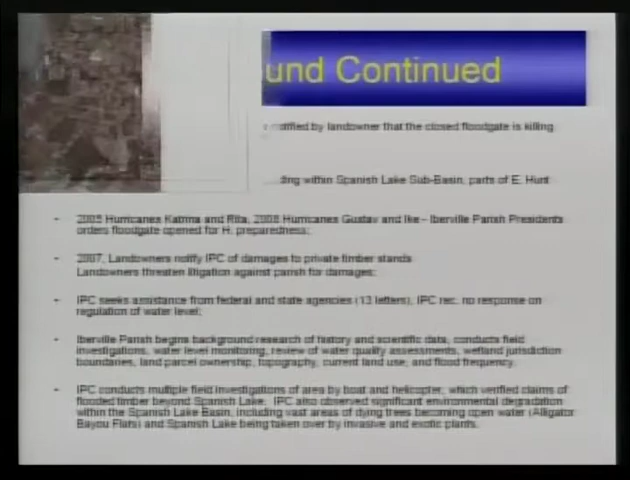 und Continued
notified by landowner that the closed floodgate is killing
ding within Spanish Lake Sub-Basin, parts of E. Hunt
- 2005 Hurricanes Katrina and Rita, 2008 Hurricanes Gustav and Ike - Iberville Parish Presidents
orders floodgate opened for H. preparedness;
- 2007, Landowners notify IPC of damages to private timber stands
Landowners threaten litigation against parish for damages;
- IPC seeks assistance from federal and state agencies (13 letters), IPC rec. no response on
regulation of water level;
- Iberville Parish begins background research of history and scientific data, conducts field
investigations, water level monitoring, review of water quality assessments, wetland jurisdiction
boundaries, land parcel ownership, topography, current land use, and flood frequency.
- IPC conducts multiple field investigations of area by boat and helicopter, which verified claims of
flooded timber beyond Spanish Lake. IPC also observed significant environmental degradation
within the Spanish Lake Basin, including vast areas of dying trees becoming open water (Alligator
Bayou Flats) and Spanish Lake being taken over by invasive and exotic plants.